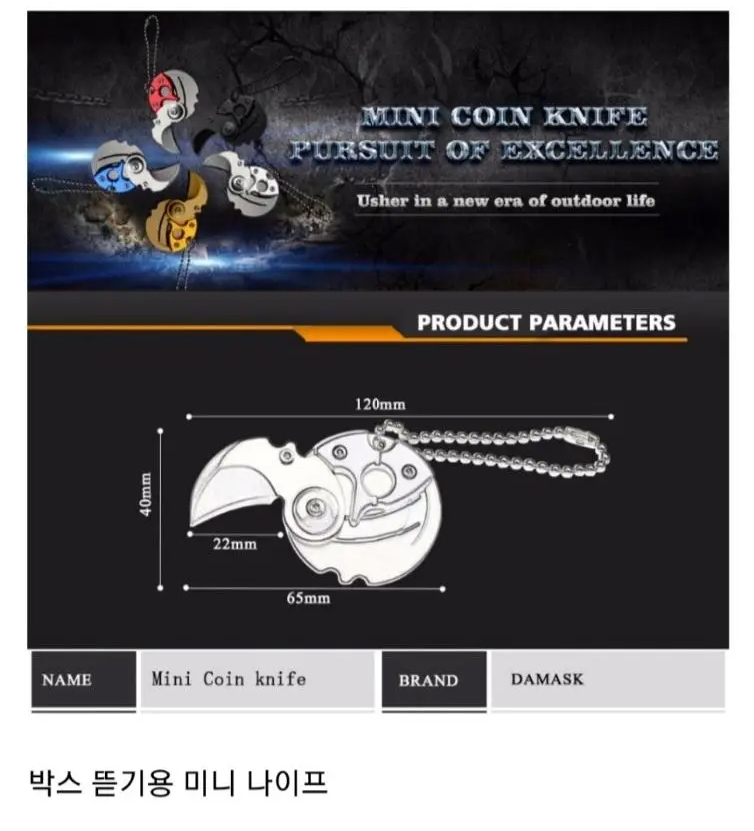 MINI COIN KNIFE
PURSUIT OF EXCELLENCE
Usher in a new era of outdoor life
PRODUCT PARAMETERS
120mm
40mm
22mm
65mm
NAME Mini Coin knife BRAND DAMASK
박스 뜯기용 미니 나이프